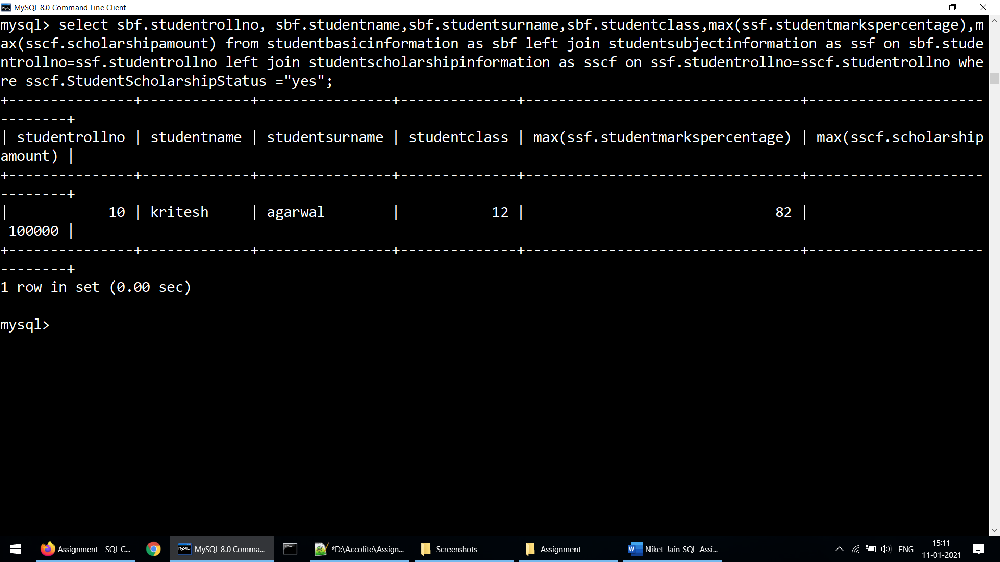 MySQL 8.0 Command Line Client
mysql> select sbf.studentrollno, sbf.studentname,sbf.studentsurname,sbf.studentclass,max(ssf.studentmarkspercentage),m
ax(sscf.scholarshipamount) from studentbasicinformation as sbf left join studentsubjectinformation as ssf on sbf.stude
ntrollno=ssf.studentrollno left join studentscholarshipinformation as sscf on ssf.studentrollno=sscf.studentrollno whe
re sscf.StudentScholarshipStatus ="yes";
+---------------+-------------+----------------+--------------+---------------------------------+---------------------
--------+
| studentrollno | studentname | studentsurname | studentclass | max(ssf.studentmarkspercentage) | max(sscf.scholarship
amount) |
+---------------+-------------+----------------+--------------+---------------------------------+---------------------
--------+
|            10 | kritesh     | agarwal        |           12 |                              82 |
 100000 |
+---------------+-------------+----------------+--------------+---------------------------------+---------------------
--------+
1 row in set (0.00 sec)
mysql>
Assignment - SQL C... MySQL 8.0 Comma... *D:\Accolite\Assign... Screenshots Assignment Niket_Jain_SQL_Assi... ENG 15:11
11-01-2021